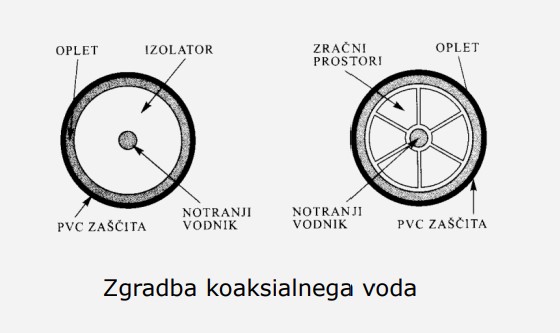 OPLET
IZOLATOR
NOTRANJI
VODNIK
PVC ZAŠČITA
ZRAČNI
PROSTORI
OPLET
NOTRANJI
VODNIK
PVC ZAŠČITA
Zgradba koaksialnega voda